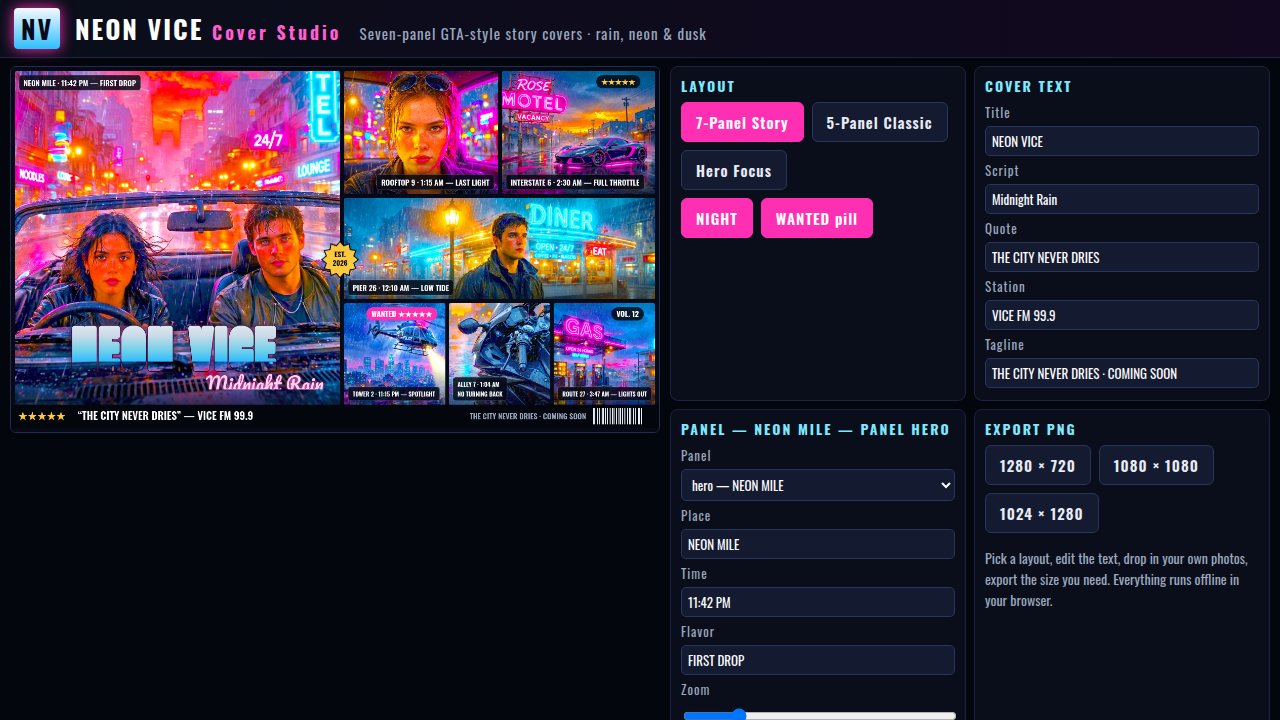 NV
NEON VICE Cover Studio
Seven-panel GTA-style story covers · rain, neon & dusk
NEON MILE · 11:42 PM — FIRST DROP
NOODLES
24/7
TEL
LOUNGE
NEON VICE
Midnight Rain
EST.
2026
ROOFTOP 9 · 1:15 AM — LAST LIGHT
ROSE
MOTEL
VACANCY
★★★★★
INTERSTATE 6 · 2:30 AM — FULL THROTTLE
DINER
OPEN · 24/7
EAT
PIER 26 · 12:10 AM — LOW TIDE
WANTED ★★★★★
TOWER 2 · 11:15 PM — SPOTLIGHT
ALLEY 7 · 1:04 AM
NO TURNING BACK
VOL. 12
GAS
ROUTE 27 · 3:47 AM — LIGHTS OUT
★★★★★ “THE CITY NEVER DRIES” — VICE FM 99.9
THE CITY NEVER DRIES · COMING SOON
LAYOUT
7-Panel Story
5-Panel Classic
Hero Focus
NIGHT
WANTED pill
COVER TEXT
Title
NEON VICE
Script
Midnight Rain
Quote
THE CITY NEVER DRIES
Station
VICE FM 99.9
Tagline
THE CITY NEVER DRIES · COMING SOON
PANEL — NEON MILE — PANEL HERO
Panel
hero — NEON MILE
Place
NEON MILE
Time
11:42 PM
Flavor
FIRST DROP
Zoom
EXPORT PNG
1280 × 720
1080 × 1080
1024 × 1280
Pick a layout, edit the text, drop in your own photos,
export the size you need. Everything runs offline in
your browser.